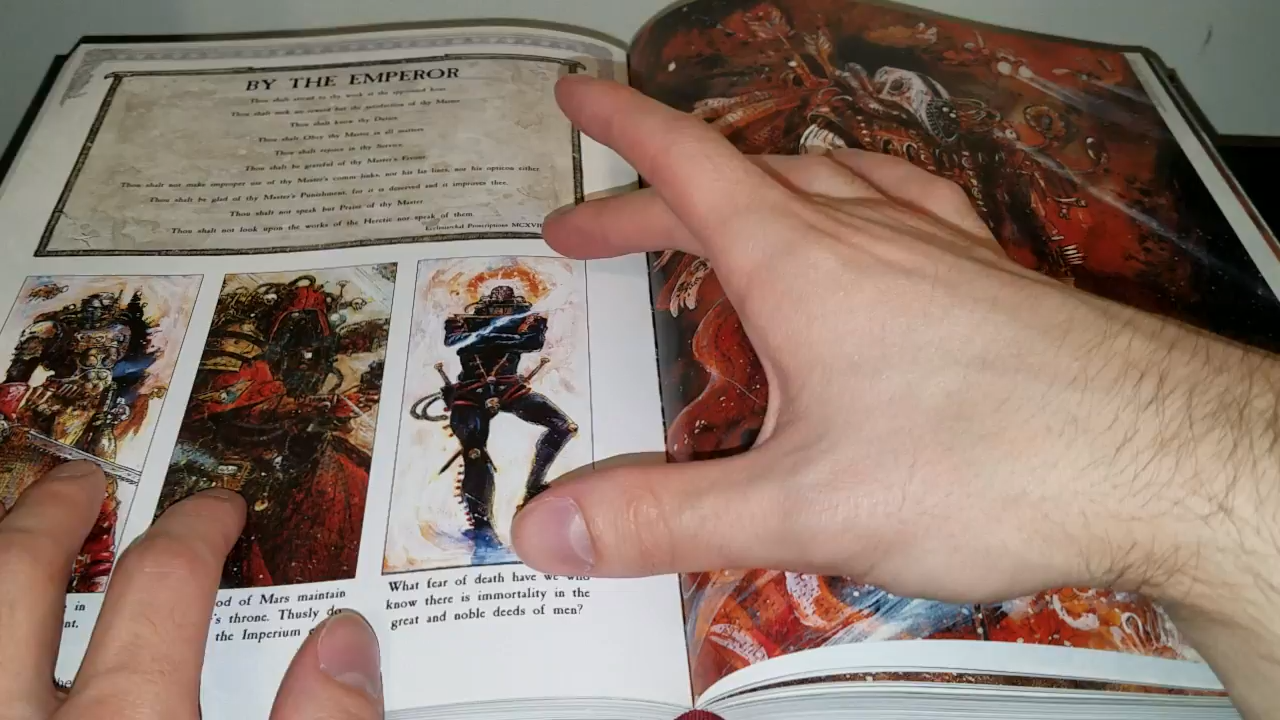 BY THE EMPEROR
Thou shalt attend to thy work at the appointed hour
Thou shalt seek no reward but the satisfaction of thy Master
Thou shalt know thy Duties
Thou shalt Obey thy Master in all matters
Thou shalt rejoice in thy Service
Thou shalt be grateful of thy Master's Favour
Thou shalt not make improper use of thy Master's comm-links, nor his las-lines, nor his opticon either
Thou shalt be glad of thy Master's Punishment, for it is deserved and it improves thee.
Thou shalt not speak but Praise of thy Master
Thou shalt not look upon the works of the Heretic nor speak of them
Ecclesiarchal Proscriptions MCXVII
in
nt.
od of Mars maintain
's throne. Thusly do
the Imperium
What fear of death have we who
know there is immortality in the
great and noble deeds of men?